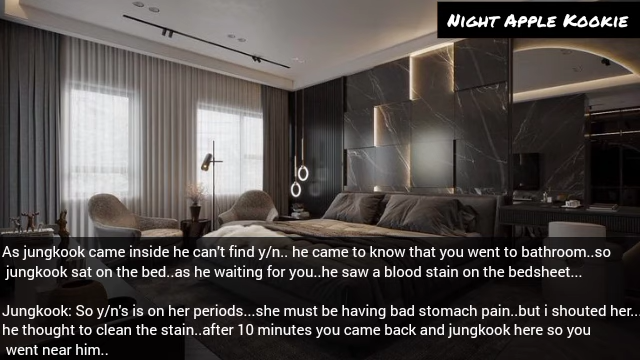 Night Apple Kookie
As jungkook came inside he can't find y/n.. he came to know that you went to bathroom..so
jungkook sat on the bed..as he waiting for you..he saw a blood stain on the bedsheet...
Jungkook: So y/n's is on her periods...she must be having bad stomach pain..but i shouted her...
he thought to clean the stain..after 10 minutes you came back and jungkook here so you
went near him..